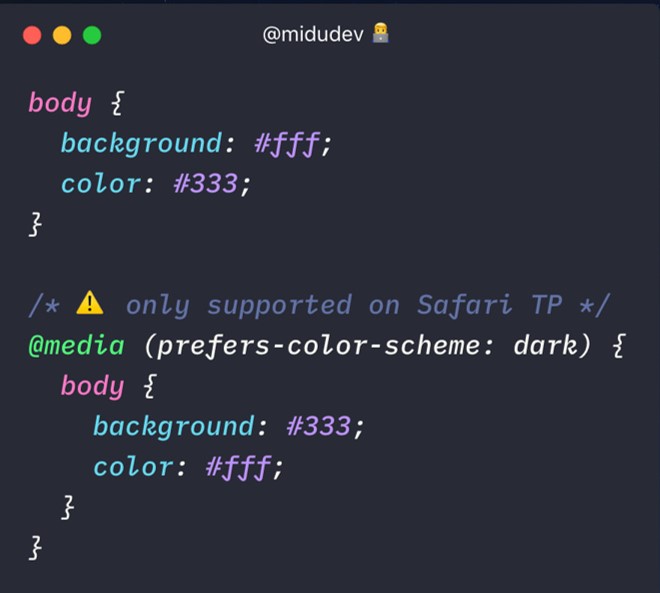 @midudev 👨‍💻
body {
  background: #fff;
  color: #333;
}

/* ⚠️ only supported on Safari TP */
@media (prefers-color-scheme: dark) {
  body {
    background: #333;
    color: #fff;
  }
}